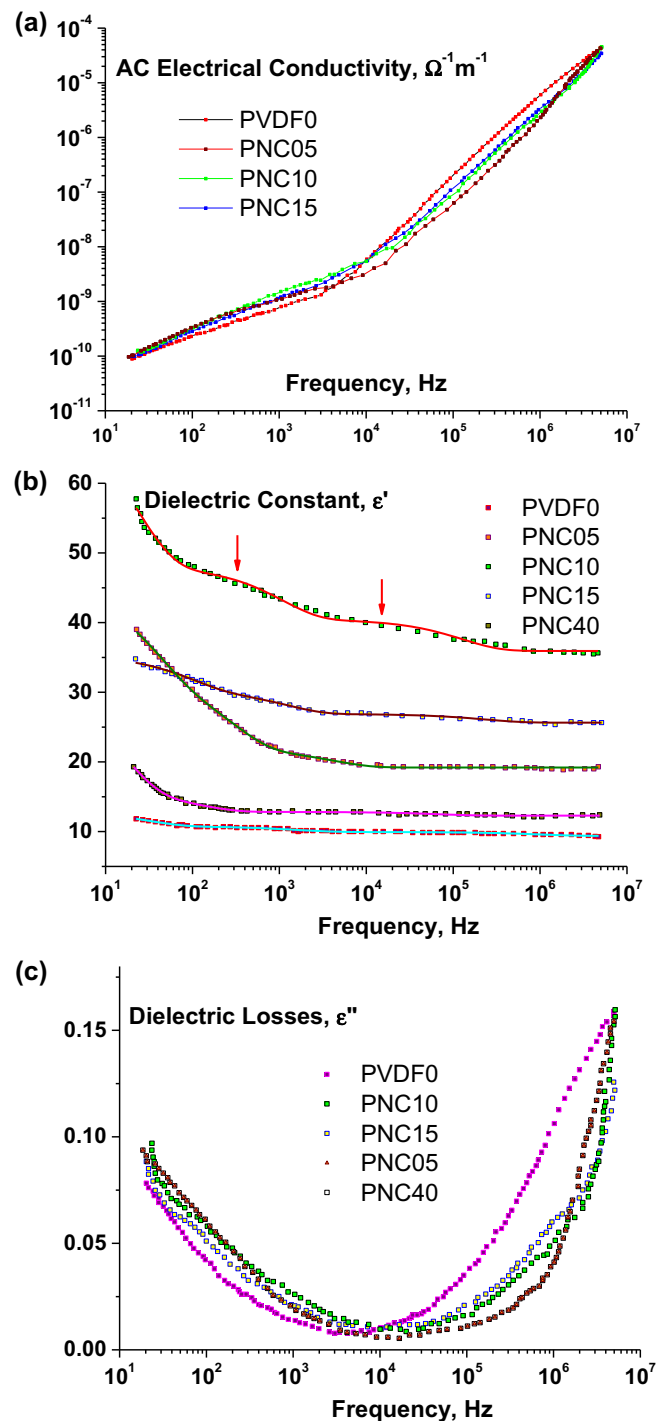 (a)
AC Electrical Conductivity, Ω⁻¹m⁻¹
PVDF0
PNC05
PNC10
PNC15
10⁻⁴
10⁻⁵
10⁻⁶
10⁻⁷
10⁻⁸
10⁻⁹
10⁻¹⁰
10⁻¹¹
Frequency, Hz
10¹ 10² 10³ 10⁴ 10⁵ 10⁶ 10⁷
(b)
Dielectric Constant, ε'
PVDF0
PNC05
PNC10
PNC15
PNC40
60
50
40
30
20
10
10¹ 10² 10³ 10⁴ 10⁵ 10⁶ 10⁷
Frequency, Hz
(c)
Dielectric Losses, ε"
PVDF0
PNC10
PNC15
PNC05
PNC40
0.15
0.10
0.05
0.00
10¹ 10² 10³ 10⁴ 10⁵ 10⁶ 10⁷
Frequency, Hz